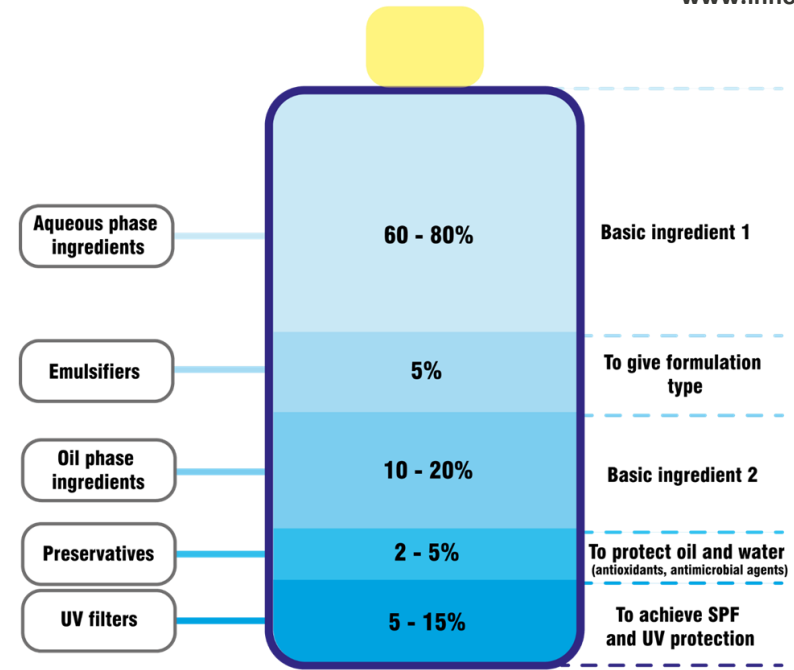 Aqueous phase
ingredients
60 - 80%
Basic ingredient 1
Emulsifiers
5%
To give formulation
type
Oil phase
ingredients
10 - 20%
Basic ingredient 2
Preservatives
2 - 5%
To protect oil and water
(antioxidants, antimicrobial agents)
UV filters
5 - 15%
To achieve SPF
and UV protection